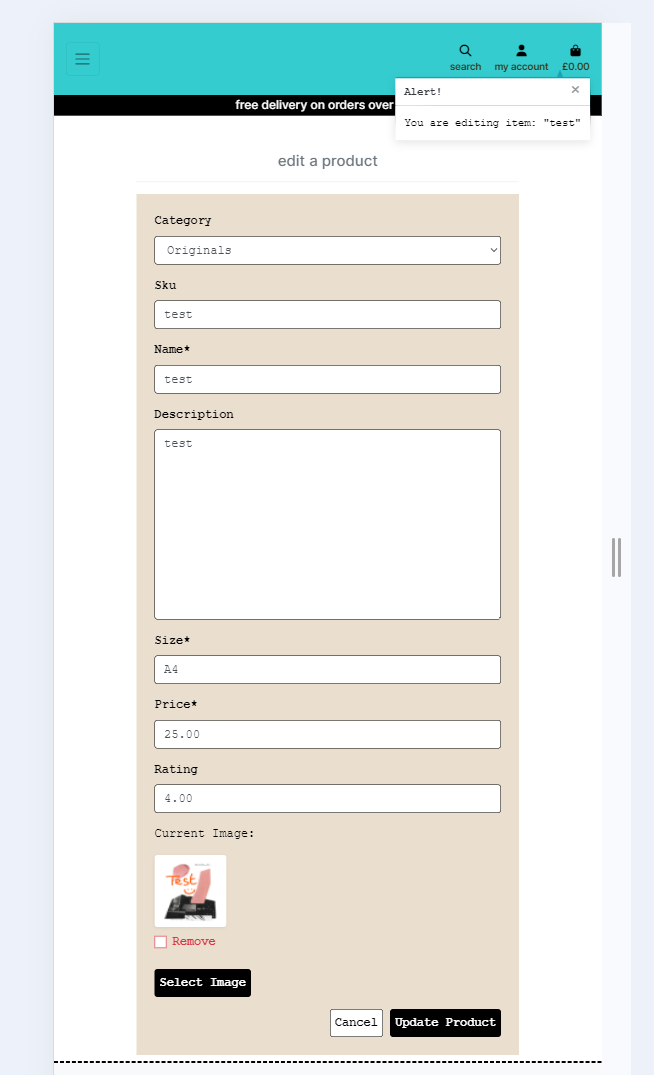 search
my account
£0.00
free delivery on orders over
Alert!
You are editing item: "test"
edit a product
Category
Originals
Sku
test
Name*
test
Description
test
Size*
A4
Price*
25.00
Rating
4.00
Current Image:
Test
Remove
Select Image
Cancel
Update Product